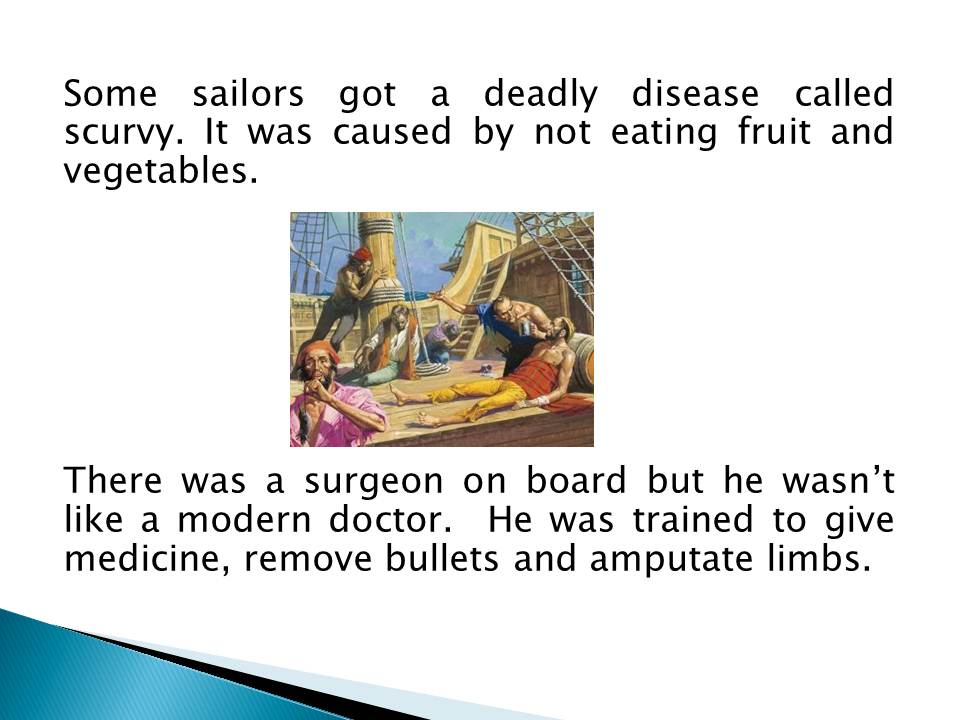 Some sailors got a deadly disease called
scurvy. It was caused by not eating fruit and
vegetables.
There was a surgeon on board but he wasn’t
like a modern doctor.  He was trained to give
medicine, remove bullets and amputate limbs.